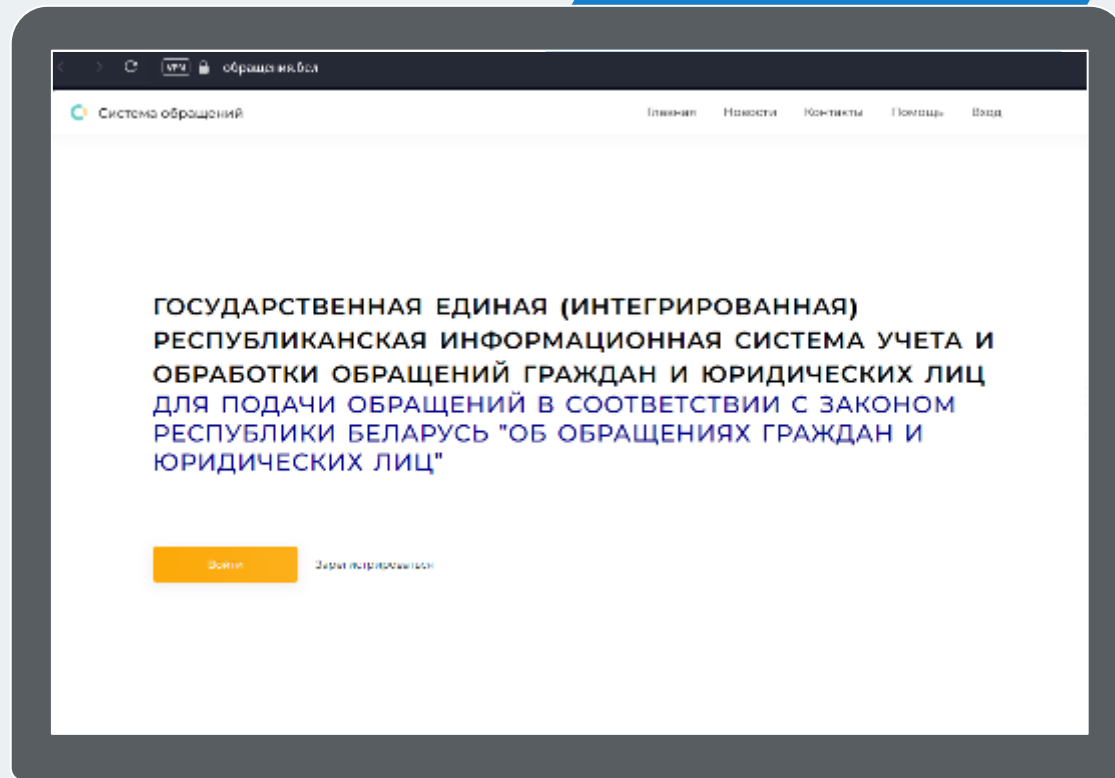 VPN обращения.бел
Система обращений
Главная Новости Контакты Помощь Вход
ГОСУДАРСТВЕННАЯ ЕДИНАЯ (ИНТЕГРИРОВАННАЯ)
РЕСПУБЛИКАНСКАЯ ИНФОРМАЦИОННАЯ СИСТЕМА УЧЕТА И
ОБРАБОТКИ ОБРАЩЕНИЙ ГРАЖДАН И ЮРИДИЧЕСКИХ ЛИЦ
ДЛЯ ПОДАЧИ ОБРАЩЕНИЙ В СООТВЕТСТВИИ С ЗАКОНОМ
РЕСПУБЛИКИ БЕЛАРУСЬ "ОБ ОБРАЩЕНИЯХ ГРАЖДАН И
ЮРИДИЧЕСКИХ ЛИЦ"
Войти Зарегистрироваться